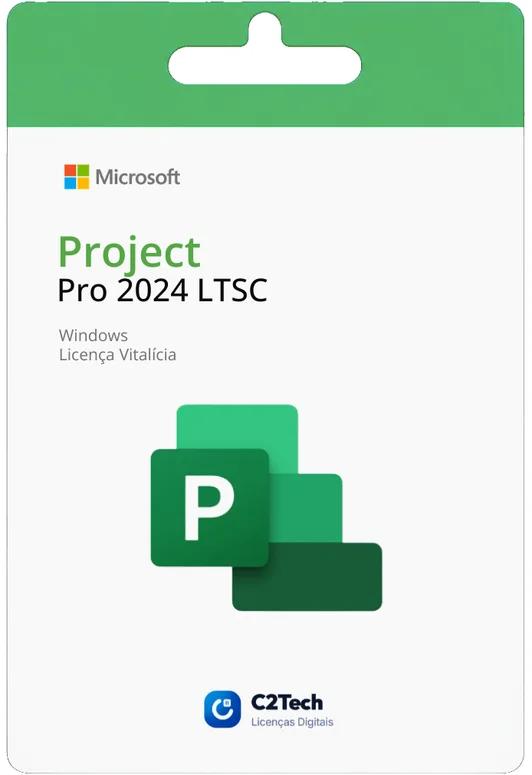 Microsoft
Project
Pro 2024 LTSC
Windows
Licença Vitalícia
P
C2Tech
Licenças Digitais